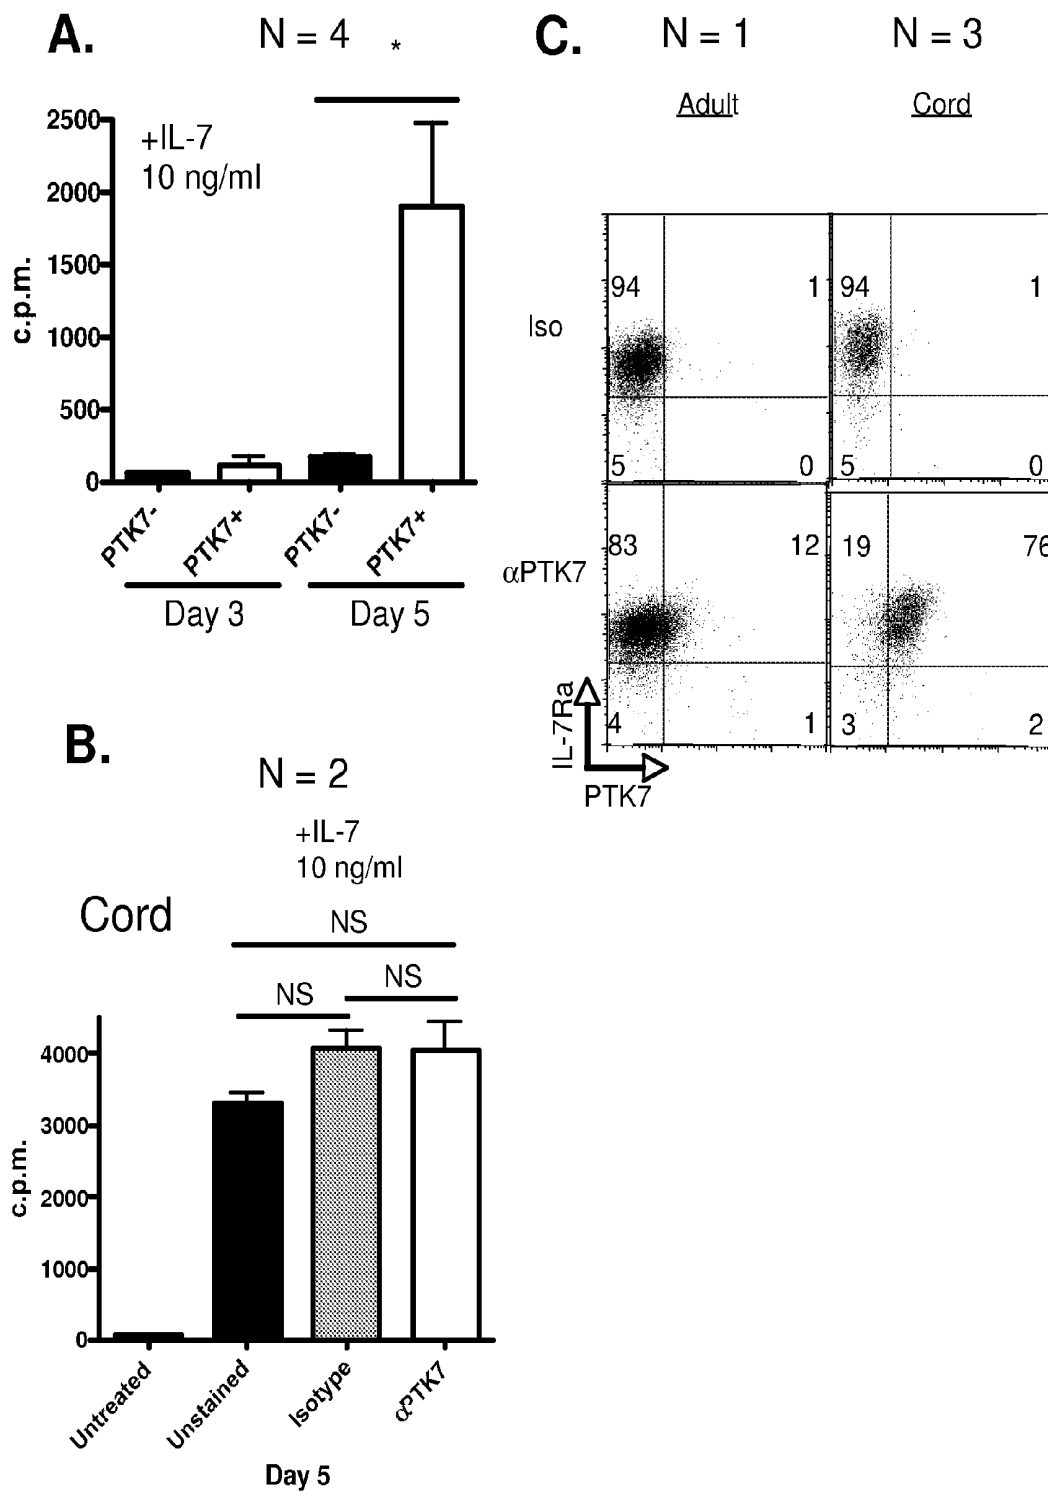 A.
N = 4
*
+IL-7
10 ng/ml
2500
2000
1500
1000
500
0
c.p.m.
PTK7-
PTK7+
PTK7-
PTK7+
Day 3
Day 5
B.
N = 2
+IL-7
10 ng/ml
Cord
NS
NS
NS
4000
3000
2000
1000
0
c.p.m.
Untreated
Unstained
Isotype
αPTK7
Day 5
C.
N = 1
N = 3
Adult
Cord
Iso
94
1
94
1
5
0
5
0
αPTK7
83
12
19
76
4
1
3
2
IL-7Ra
PTK7